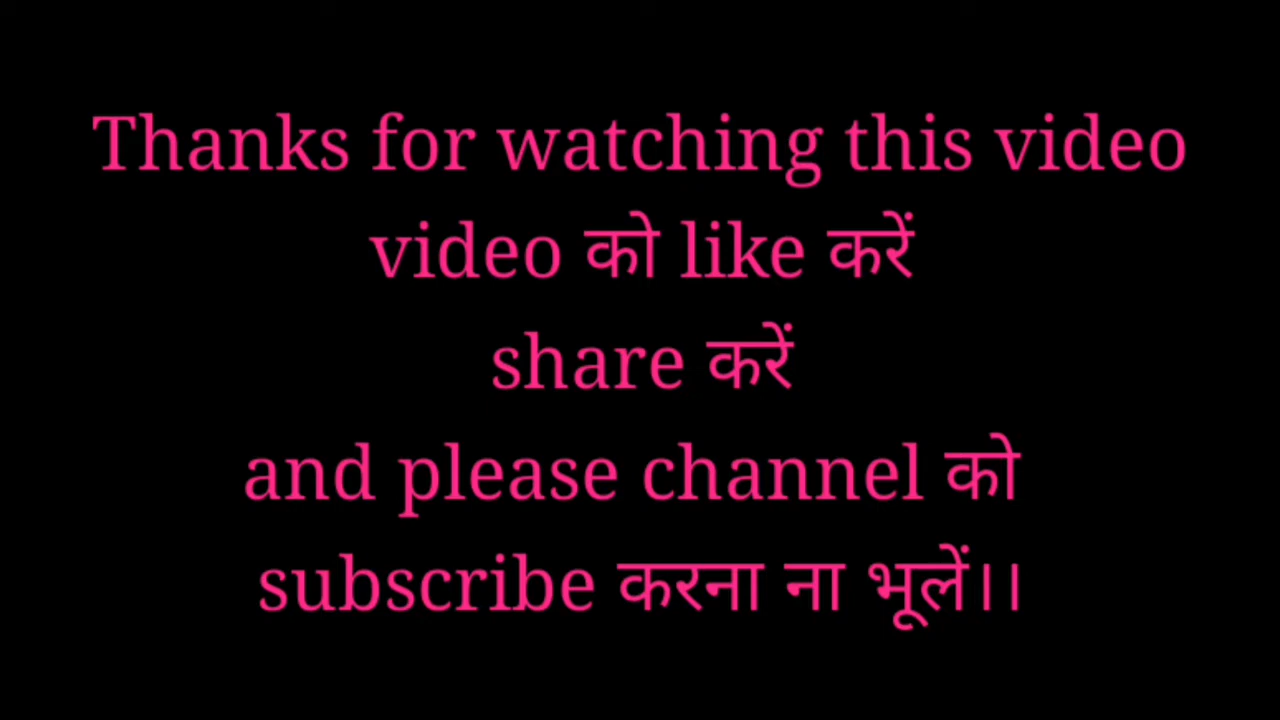 Thanks for watching this video
video को like करें
share करें
and please channel को
subscribe करना ना भूलें।।